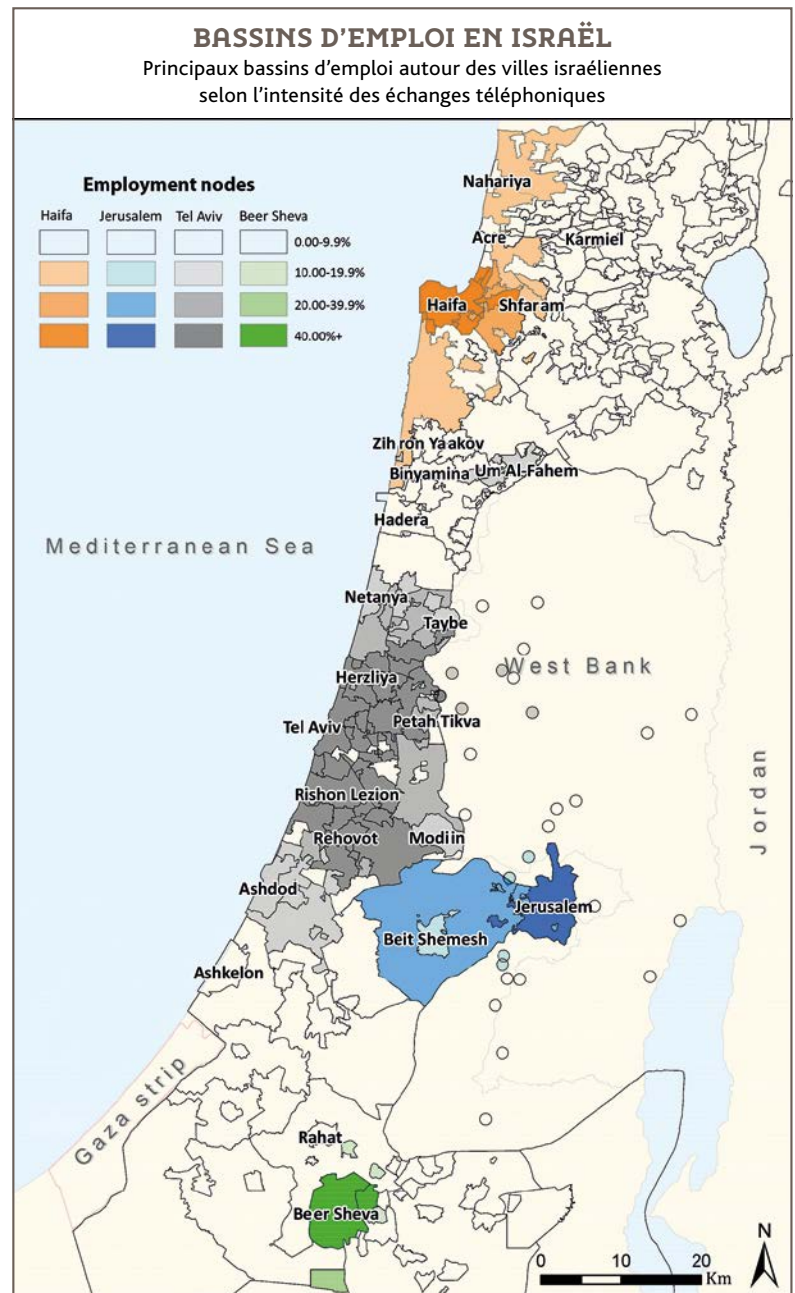 BASSINS D'EMPLOI EN ISRAËL
Principaux bassins d'emploi autour des villes israéliennes
selon l'intensité des échanges téléphoniques
Employment nodes
Haifa Jerusalem Tel Aviv Beer Sheva
0.00-9.9%
10.00-19.9%
20.00-39.9%
40.00%+
Nahariya
Acre
Karmiel
Haifa
Shfaram
Zihron Yaakov
Binyamina
Um Al-Fahem
Hadera
Mediterranean Sea
Netanya
Taybe
West Bank
Herzliya
Tel Aviv
Petah Tikva
Jordan
Rishon Lezion
Rehovot
Modiin
Ashdod
Jerusalem
Beit Shemesh
Ashkelon
Gaza strip
Rahat
Beer Sheva
N
0 10 20
Km